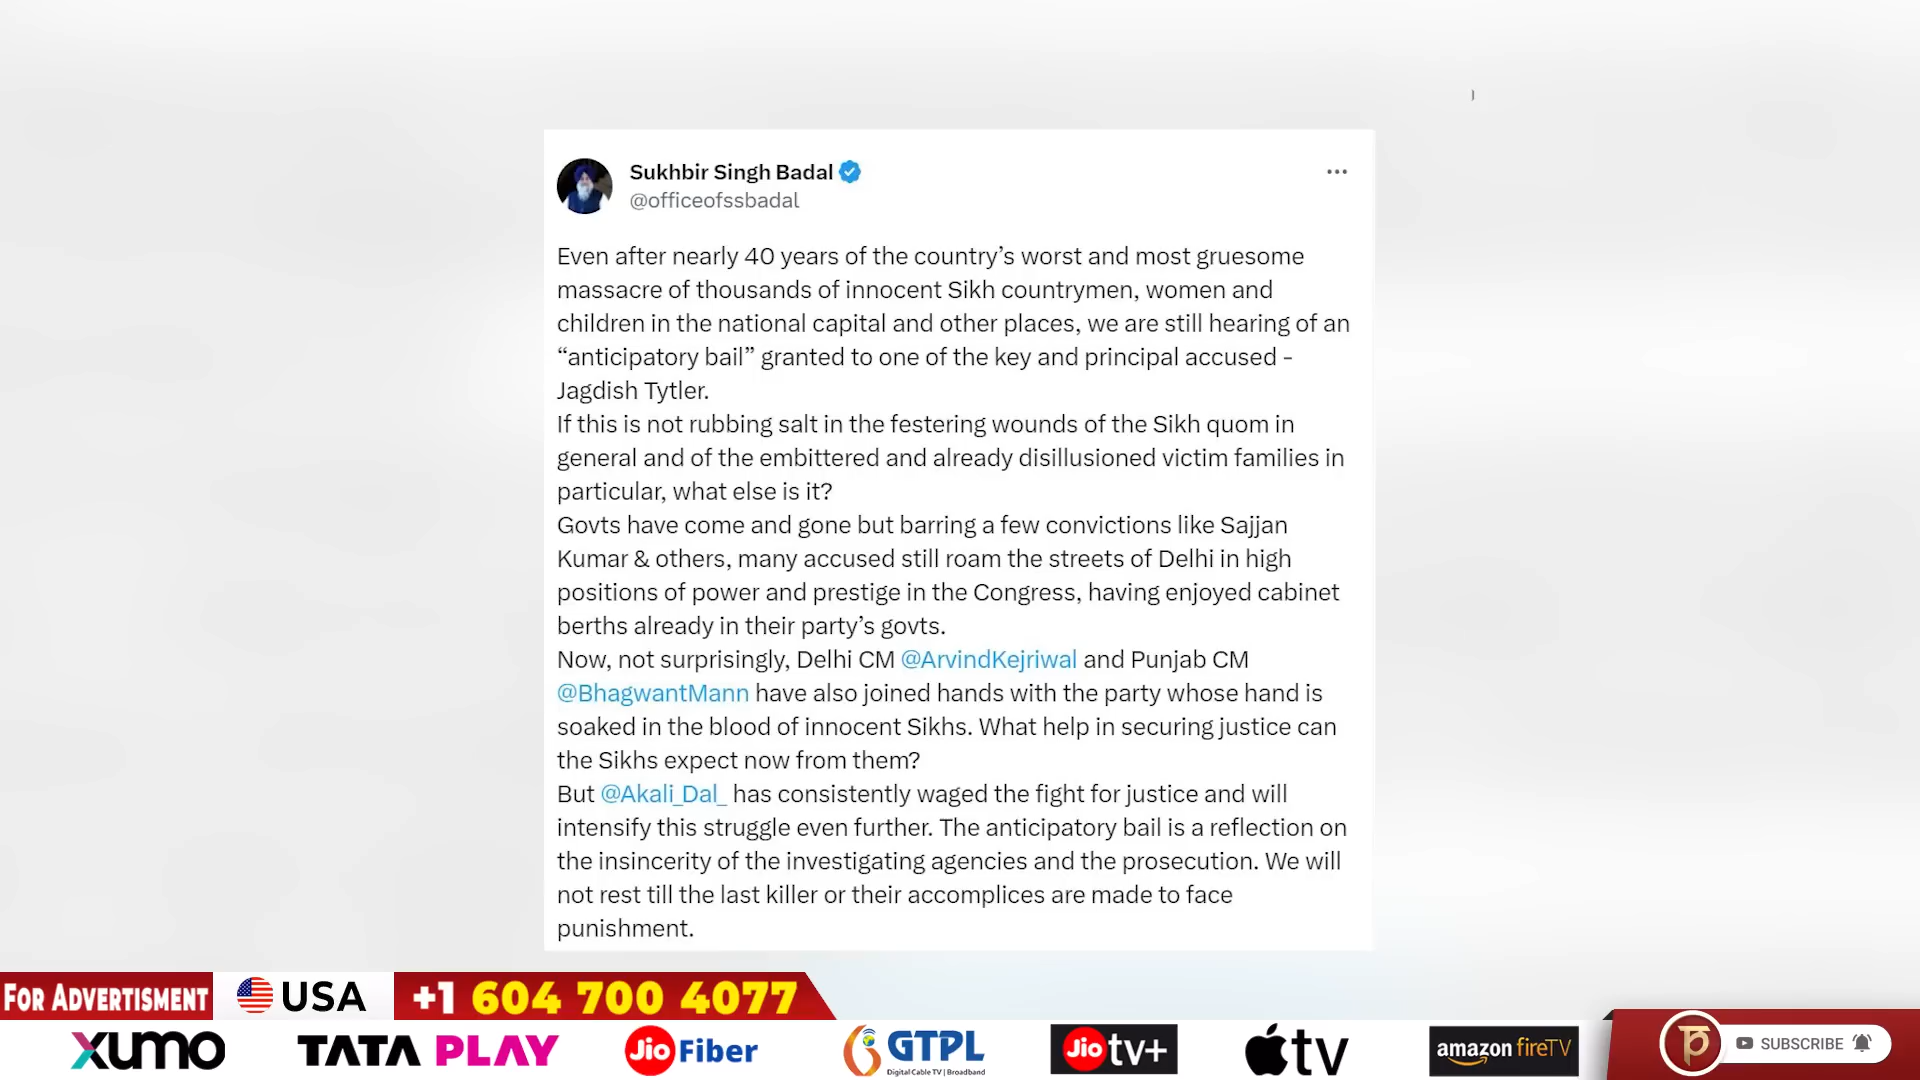 Sukhbir Singh Badal
@officeofssbadal
Even after nearly 40 years of the country’s worst and most gruesome
massacre of thousands of innocent Sikh countrymen, women and
children in the national capital and other places, we are still hearing of an
“anticipatory bail” granted to one of the key and principal accused -
Jagdish Tytler.
If this is not rubbing salt in the festering wounds of the Sikh quom in
general and of the embittered and already disillusioned victim families in
particular, what else is it?
Govts have come and gone but barring a few convictions like Sajjan
Kumar & others, many accused still roam the streets of Delhi in high
positions of power and prestige in the Congress, having enjoyed cabinet
berths already in their party’s govts.
Now, not surprisingly, Delhi CM @ArvindKejriwal and Punjab CM
@BhagwantMann have also joined hands with the party whose hand is
soaked in the blood of innocent Sikhs. What help in securing justice can
the Sikhs expect now from them?
But @Akali_Dal_ has consistently waged the fight for justice and will
intensify this struggle even further. The anticipatory bail is a reflection on
the insincerity of the investigating agencies and the prosecution. We will
not rest till the last killer or their accomplices are made to face
punishment.
FOR ADVERTISMENT USA +1 604 700 4077
xumo TATA PLAY Jio Fiber GTPL Jio tv+ tv amazon fireTV SUBSCRIBE
Digital Cable TV | Broadband